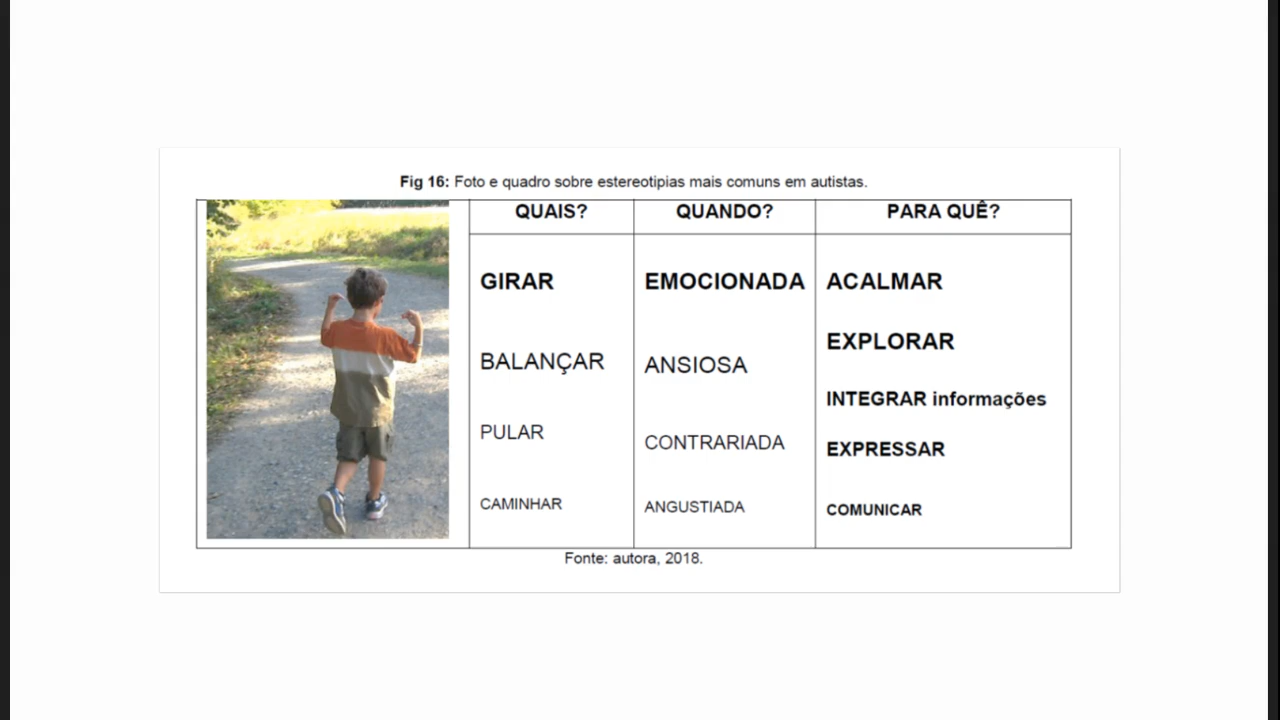 Fig 16: Foto e quadro sobre estereotipias mais comuns em autistas.
QUAIS? QUANDO? PARA QUÊ?
GIRAR EMOCIONADA ACALMAR
EXPLORAR
BALANÇAR ANSIOSA
INTEGRAR informações
PULAR CONTRARIADA EXPRESSAR
CAMINHAR ANGUSTIADA COMUNICAR
Fonte: autora, 2018.